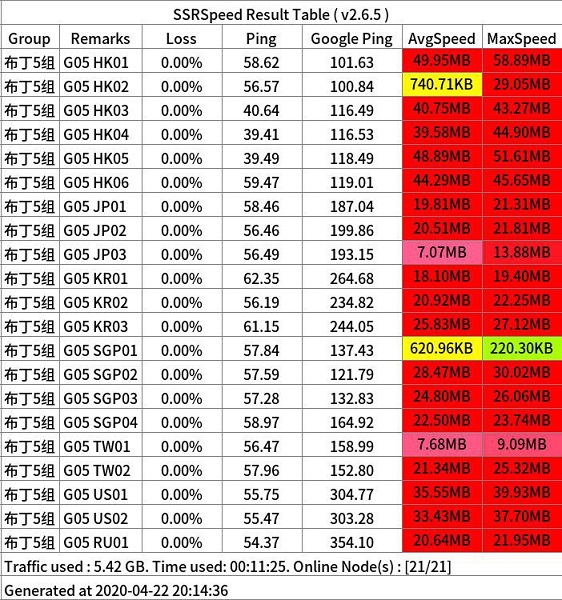 SSRSpeed Result Table ( v2.6.5 )
Group Remarks Loss Ping Google Ping AvgSpeed MaxSpeed
布丁5组 G05 HK01 0.00% 58.62 101.63 49.95MB 58.89MB
布丁5组 G05 HK02 0.00% 56.57 100.84 740.71KB 29.05MB
布丁5组 G05 HK03 0.00% 40.64 116.49 40.75MB 43.27MB
布丁5组 G05 HK04 0.00% 39.41 116.53 39.58MB 44.90MB
布丁5组 G05 HK05 0.00% 39.49 118.49 48.89MB 51.61MB
布丁5组 G05 HK06 0.00% 59.47 119.01 44.29MB 45.65MB
布丁5组 G05 JP01 0.00% 58.46 187.04 19.81MB 21.31MB
布丁5组 G05 JP02 0.00% 56.46 199.86 20.51MB 21.81MB
布丁5组 G05 JP03 0.00% 56.49 193.15 7.07MB 13.88MB
布丁5组 G05 KR01 0.00% 62.35 264.68 18.10MB 19.40MB
布丁5组 G05 KR02 0.00% 56.19 234.82 20.92MB 22.25MB
布丁5组 G05 KR03 0.00% 61.15 244.05 25.83MB 27.12MB
布丁5组 G05 SGP01 0.00% 57.84 137.43 620.96KB 220.30KB
布丁5组 G05 SGP02 0.00% 57.59 121.79 28.47MB 30.02MB
布丁5组 G05 SGP03 0.00% 57.28 132.83 24.80MB 26.06MB
布丁5组 G05 SGP04 0.00% 58.97 164.92 22.50MB 23.74MB
布丁5组 G05 TW01 0.00% 56.47 158.99 7.68MB 9.09MB
布丁5组 G05 TW02 0.00% 57.96 152.80 21.34MB 25.32MB
布丁5组 G05 US01 0.00% 55.75 304.77 35.55MB 39.93MB
布丁5组 G05 US02 0.00% 55.47 303.28 33.43MB 37.70MB
布丁5组 G05 RU01 0.00% 54.37 354.10 20.64MB 21.95MB
Traffic used : 5.42 GB. Time used: 00:11:25. Online Node(s) : [21/21]
Generated at 2020-04-22 20:14:36